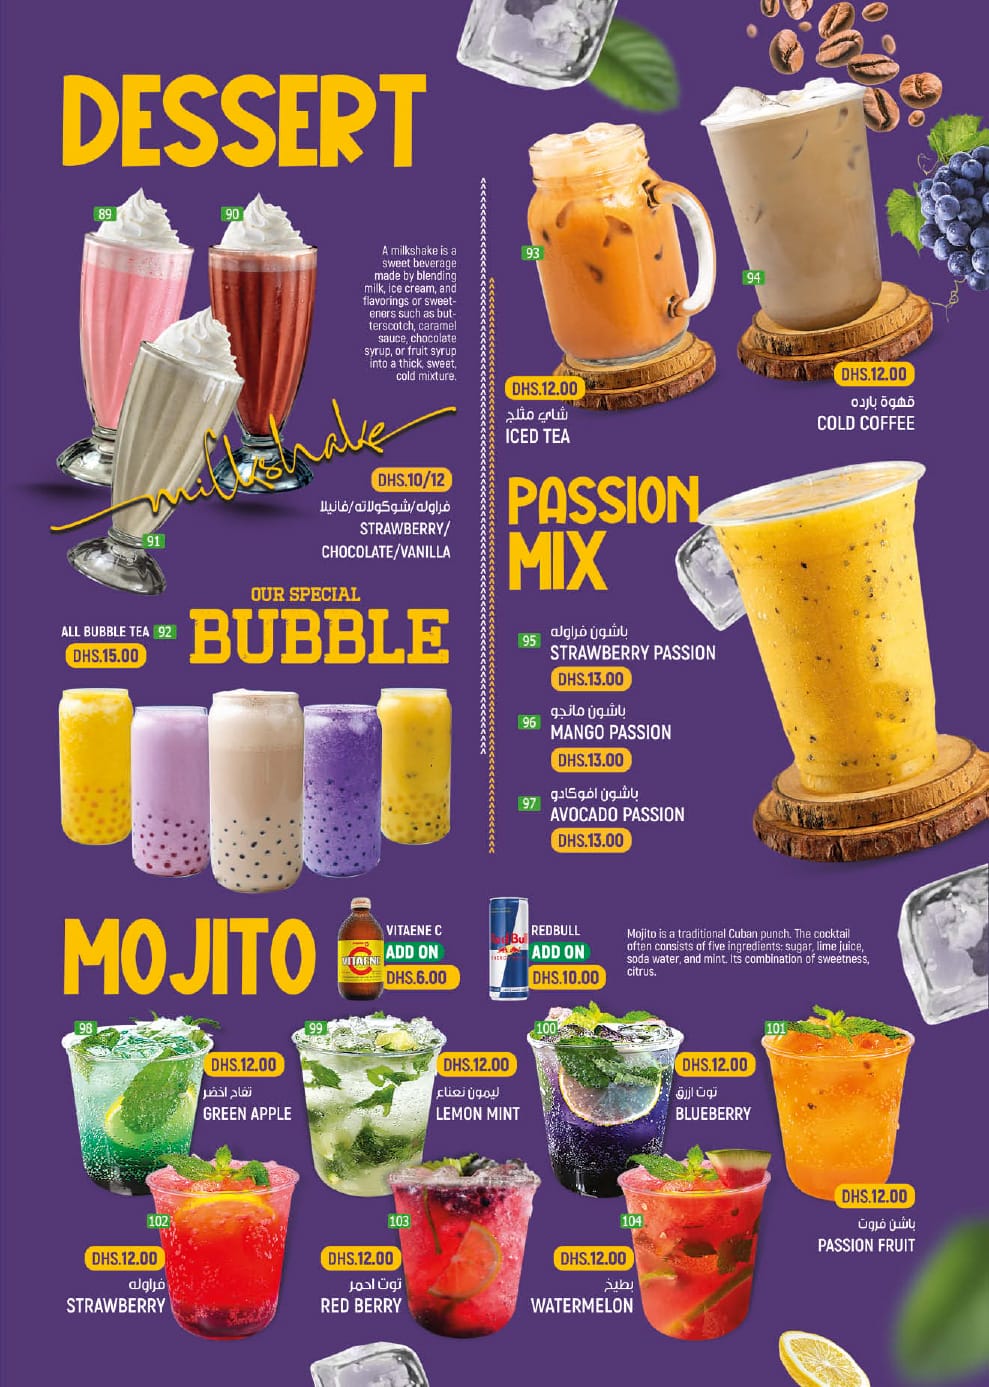 DESSERT
89
90
A milkshake is a
sweet beverage
made by blending
milk, ice cream, and
flavorings or sweet-
eners such as but-
terscotch, caramel
sauce, chocolate
syrup, or fruit syrup
into a thick, sweet,
cold mixture.
milkshake
DHS.10/12
فراوله/شوكولاته/فانيلا
STRAWBERRY/
CHOCOLATE/VANILLA
91
93
DHS.12.00
شاي مثلج
ICED TEA
94
DHS.12.00
قهوة بارده
COLD COFFEE
OUR SPECIAL
BUBBLE
ALL BUBBLE TEA 92
DHS.15.00
PASSION
MIX
95
باشون فراوله
STRAWBERRY PASSION
DHS.13.00
96
باشون مانجو
MANGO PASSION
DHS.13.00
97
باشون افوكادو
AVOCADO PASSION
DHS.13.00
MOJITO
VITAENE
C
VITAENE C
ADD ON
DHS.6.00
Red Bull
REDBULL
ADD ON
DHS.10.00
Mojito is a traditional Cuban punch. The cocktail
often consists of five ingredients: sugar, lime juice,
soda water, and mint. Its combination of sweetness,
citrus.
98
DHS.12.00
تفاح اخضر
GREEN APPLE
99
DHS.12.00
ليمون نعناع
LEMON MINT
100
DHS.12.00
توت ازرق
BLUEBERRY
101
DHS.12.00
باشن فروت
PASSION FRUIT
102
DHS.12.00
فراوله
STRAWBERRY
103
DHS.12.00
توت احمر
RED BERRY
104
DHS.12.00
بطيخ
WATERMELON